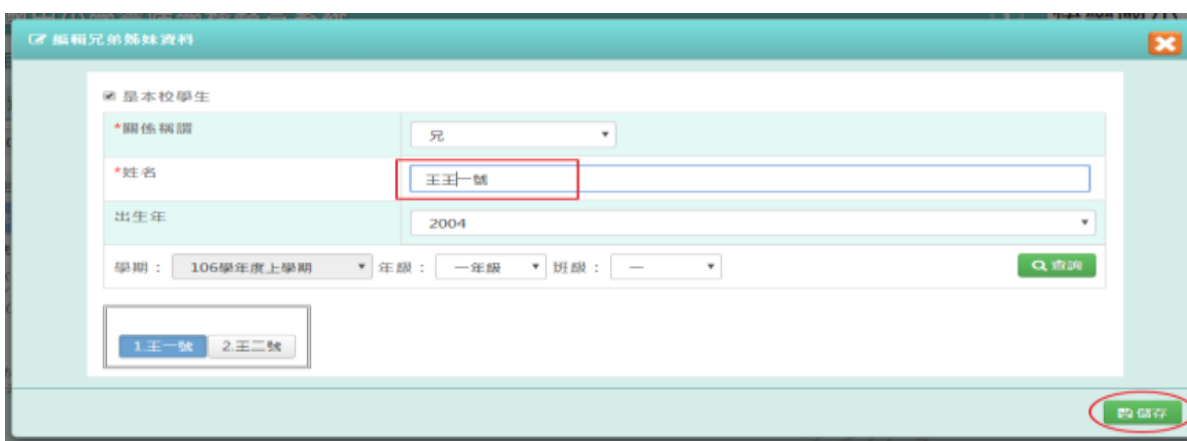 編輯兄弟姊妹資料
是本校學生
*關係稱謂 兄
*姓名 王王一號
出生年 2004
學期： 106學年度上學期 年級： 一年級 班級： 一 查詢
1.王一號 2.王二號
儲存